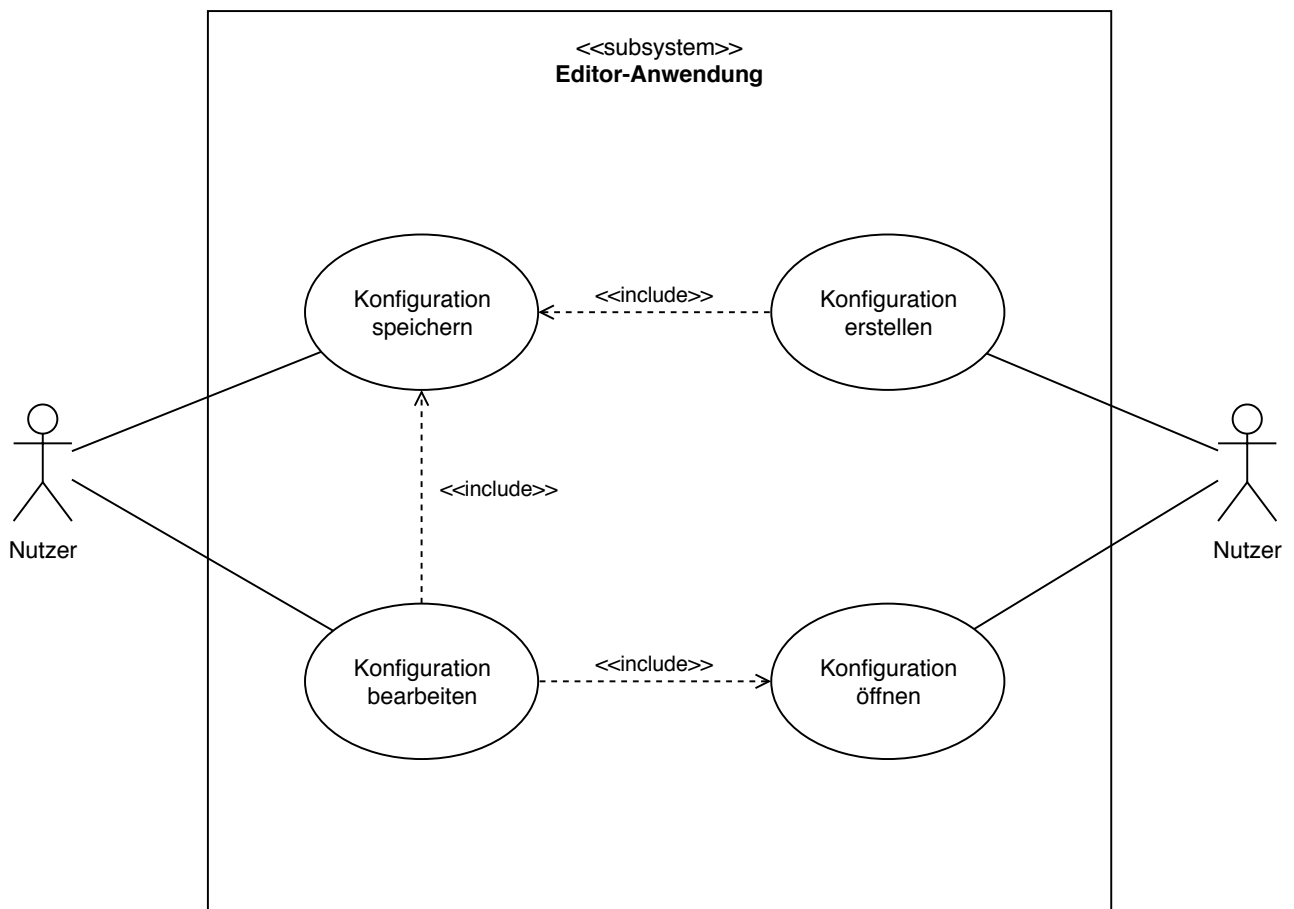 <<subsystem>>
Editor-Anwendung
Konfiguration
speichern
<<include>>
Konfiguration
erstellen
<<include>>
Nutzer
Nutzer
Konfiguration
bearbeiten
<<include>>
Konfiguration
öffnen